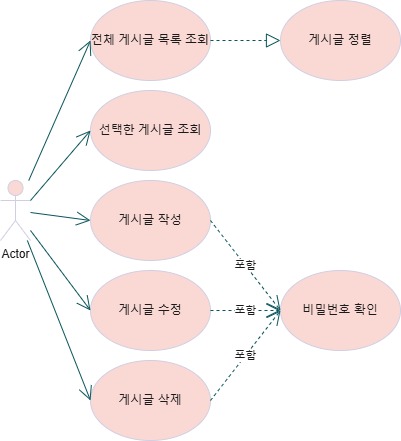 전체 게시글 목록 조회
게시글 정렬
선택한 게시글 조회
게시글 작성
Actor
포함
게시글 수정
포함
비밀번호 확인
포함
게시글 삭제